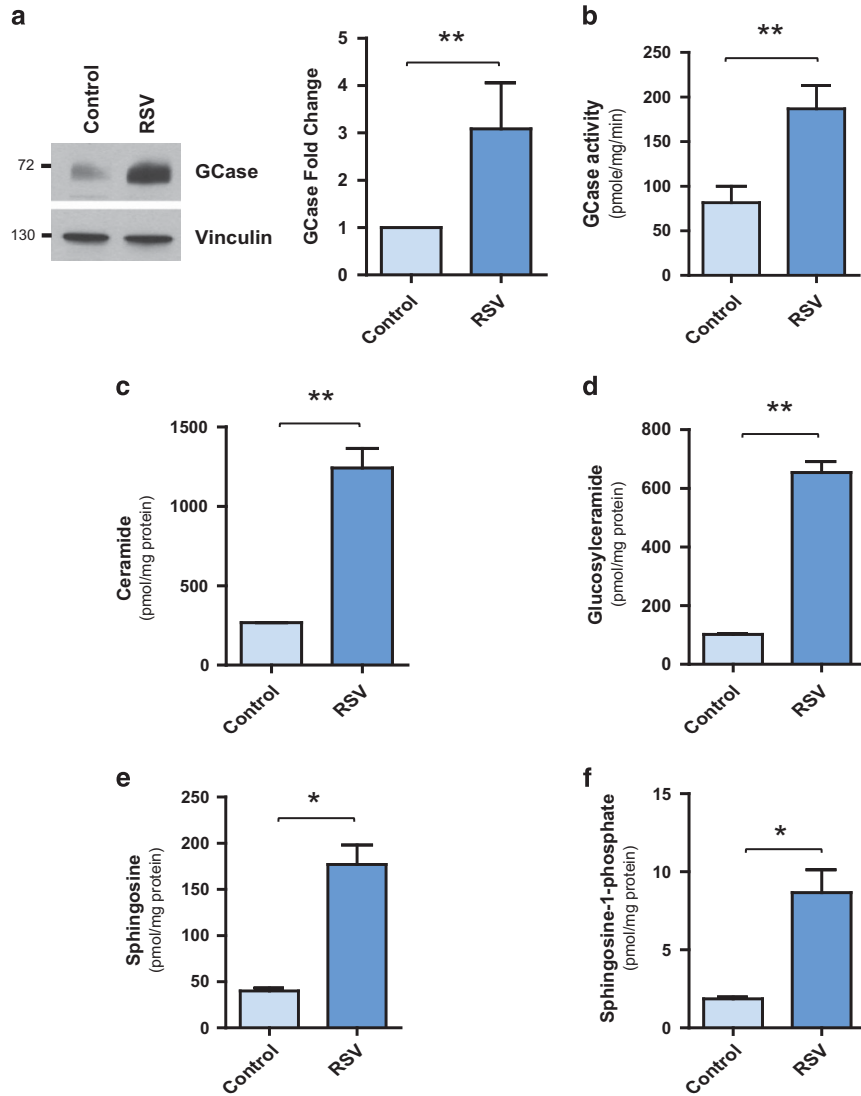 a
Control
RSV
72
GCase
130
Vinculin
GCase Fold Change
5
4
3
2
1
0
**
Control
RSV
b
GCase activity
(pmole/mg/min)
250
200
150
100
50
0
**
Control
RSV
c
Ceramide
(pmol/mg protein)
1500
1000
500
0
**
Control
RSV
d
Glucosylceramide
(pmol/mg protein)
800
600
400
200
0
**
Control
RSV
e
Sphingosine
(pmol/mg protein)
250
200
150
100
50
0
*
Control
RSV
f
Sphingosine-1-phosphate
(pmol/mg protein)
15
10
5
0
*
Control
RSV